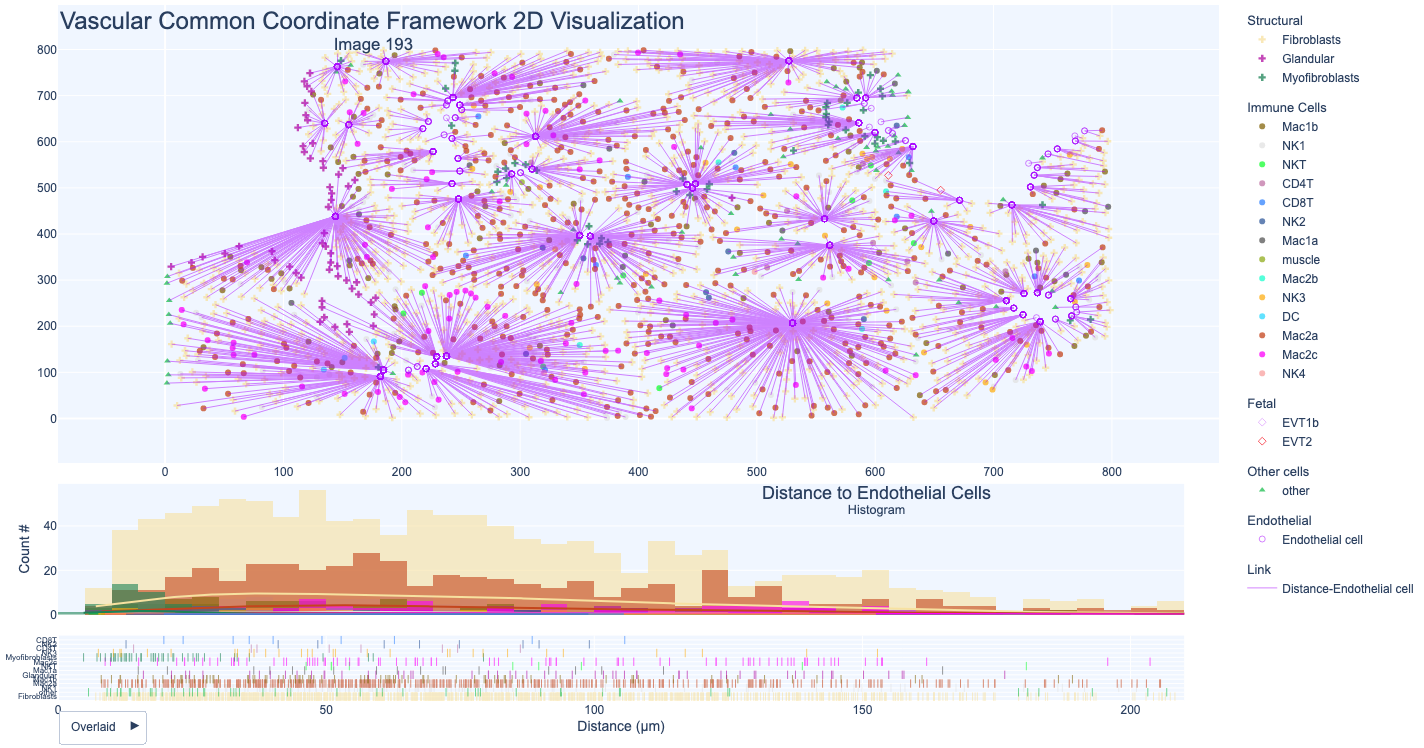 Vascular Common Coordinate Framework 2D Visualization
Image 193
800
700
600
500
400
300
200
100
0
0 100 200 300 400 500 600 700 800
Structural
Fibroblasts
Glandular
Myofibroblasts
Immune Cells
Mac1b
NK1
NKT
CD4T
CD8T
NK2
Mac1a
muscle
Mac2b
NK3
DC
Mac2a
Mac2c
NK4
Fetal
EVT1b
EVT2
Other cells
other
Endothelial
Endothelial cell
Link
Distance-Endothelial cell
Distance to Endothelial Cells
Histogram
Count #
40
20
0
CD8T
Myofibroblasts
Mac2c
Mac1a
Glandular
Fibroblasts
0 50 100 150 200
Distance (μm)
Overlaid ►